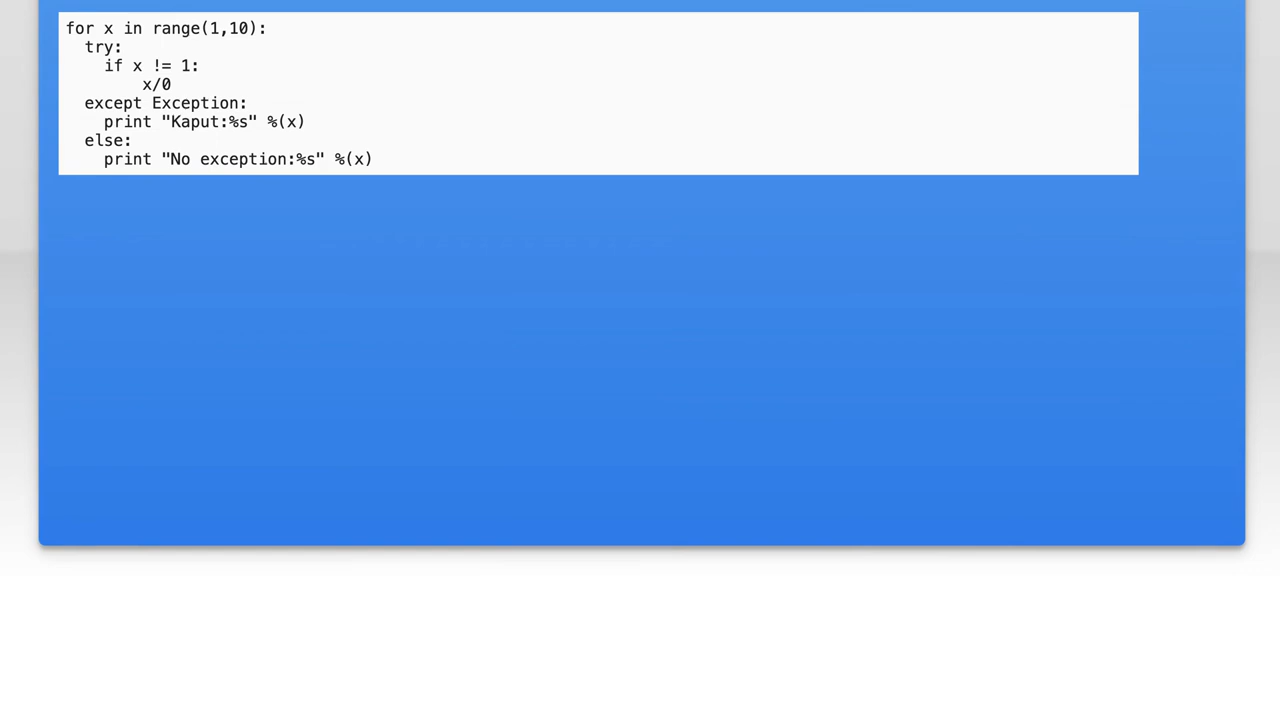 for x in range(1,10):
  try:
    if x != 1:
        x/0
  except Exception:
    print "Kaput:%s" %(x)
  else:
    print "No exception:%s" %(x)